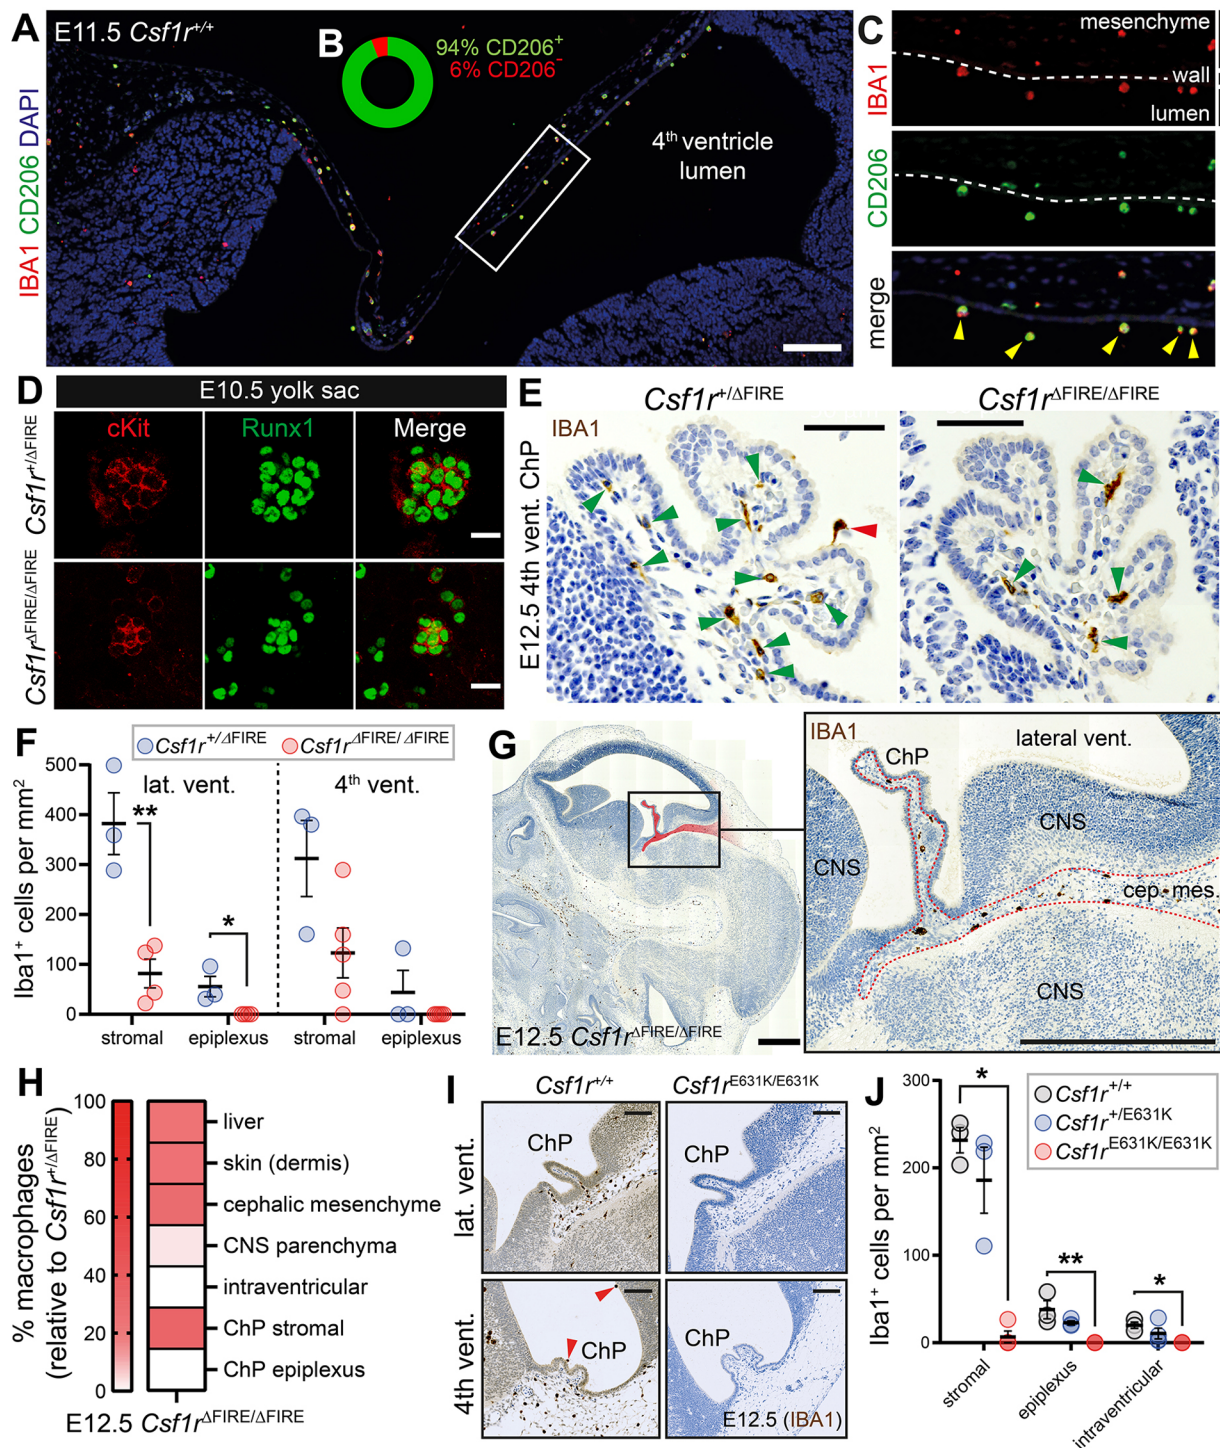 A
E11.5 Csf1r+/+
IBA1 CD206 DAPI
B
94% CD206+
6% CD206-
4th ventricle
lumen
C
mesenchyme
wall
lumen
IBA1
CD206
merge
D
E10.5 yolk sac
cKit
Runx1
Merge
Csf1r+/ΔFIRE
Csf1rΔFIRE/ΔFIRE
E
Csf1r+/ΔFIRE
Csf1rΔFIRE/ΔFIRE
IBA1
E12.5 4th vent. ChP
F
Csf1r+/ΔFIRE
Csf1rΔFIRE/ΔFIRE
Iba1+ cells per mm2
500
400
300
200
100
0
lat. vent.
4th vent.
**
*
stromal
epiplexus
stromal
epiplexus
G
E12.5 Csf1rΔFIRE/ΔFIRE
IBA1
ChP
lateral vent.
CNS
CNS
cep. mes.
CNS
H
% macrophages
(relative to Csf1r+/ΔFIRE)
100
80
60
40
20
0
liver
skin (dermis)
cephalic mesenchyme
CNS parenchyma
intraventricular
ChP stromal
ChP epiplexus
E12.5 Csf1rΔFIRE/ΔFIRE
I
Csf1r+/+
Csf1rE631K/E631K
lat. vent.
ChP
ChP
4th vent.
ChP
ChP
E12.5 (IBA1)
J
Csf1r+/+
Csf1r+/E631K
Csf1rE631K/E631K
Iba1+ cells per mm2
300
200
100
0
*
**
*
stromal
epiplexus
intraventricular